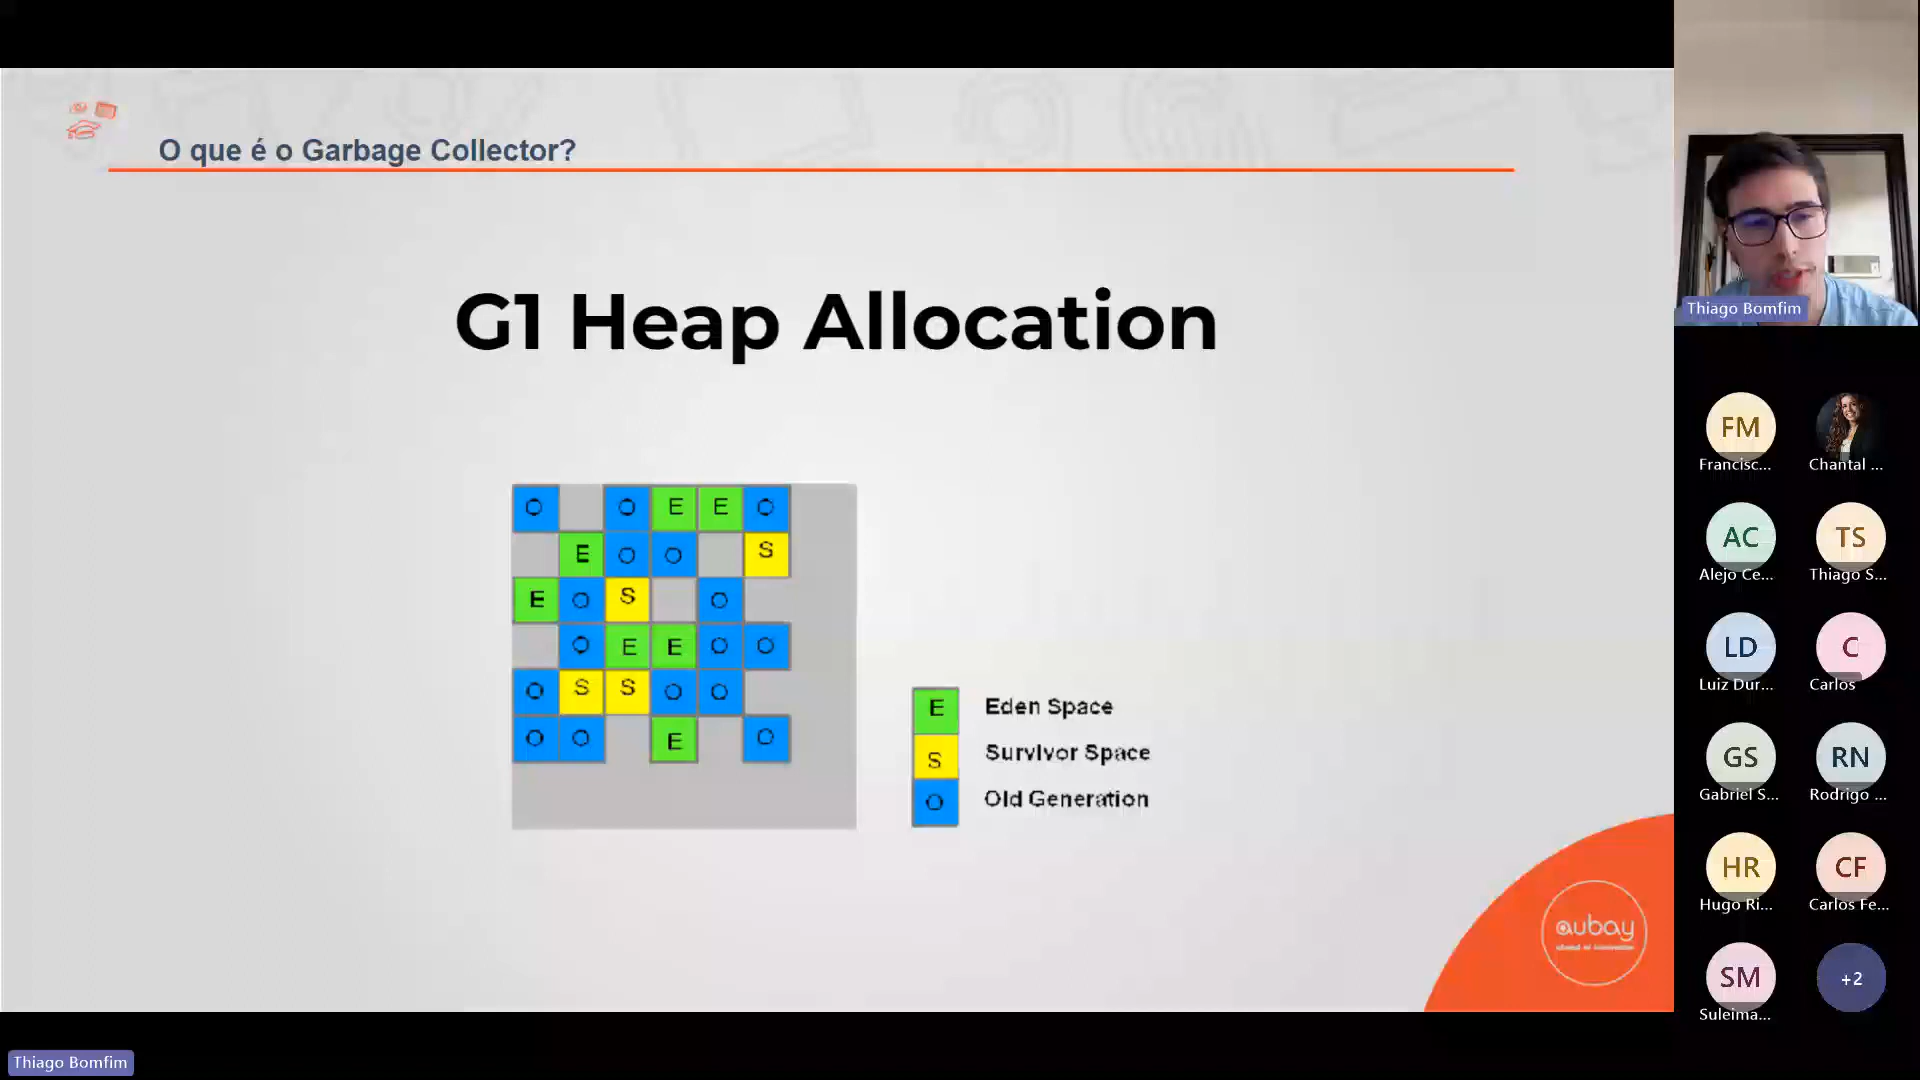 O que é o Garbage Collector?
G1 Heap Allocation
O O E E O
E O O S
E O S O
O E E O O
O S S O O
O O E O
E Eden Space
S Survivor Space
O Old Generation
aubay
Thiago Bomfim
FM
Francisc...
Chantal ...
AC
Alejo Ce...
TS
Thiago S...
LD
Luiz Dur...
C
Carlos
GS
Gabriel S...
RN
Rodrigo ...
HR
Hugo Ri...
CF
Carlos Fe...
SM
Suleima...
+2
Thiago Bomfim